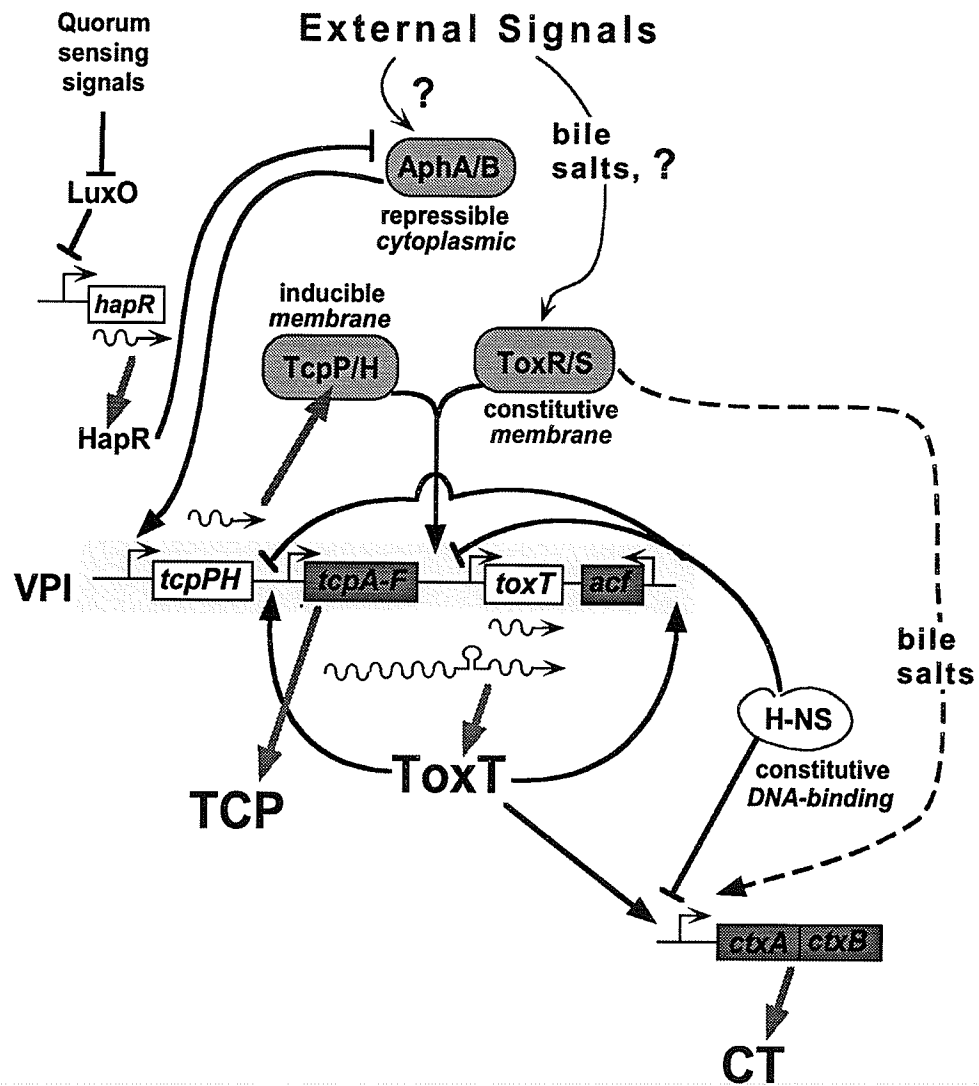 Quorum
sensing
signals
External Signals
?
bile
salts, ?
AphA/B
repressible
cytoplasmic
LuxO
hapR
HapR
inducible
membrane
TcpP/H
ToxR/S
constitutive
membrane
VPI
tcpPH
tcpA-F
toxT
acf
bile
salts
H-NS
constitutive
DNA-binding
ToxT
TCP
ctxA ctxB
CT